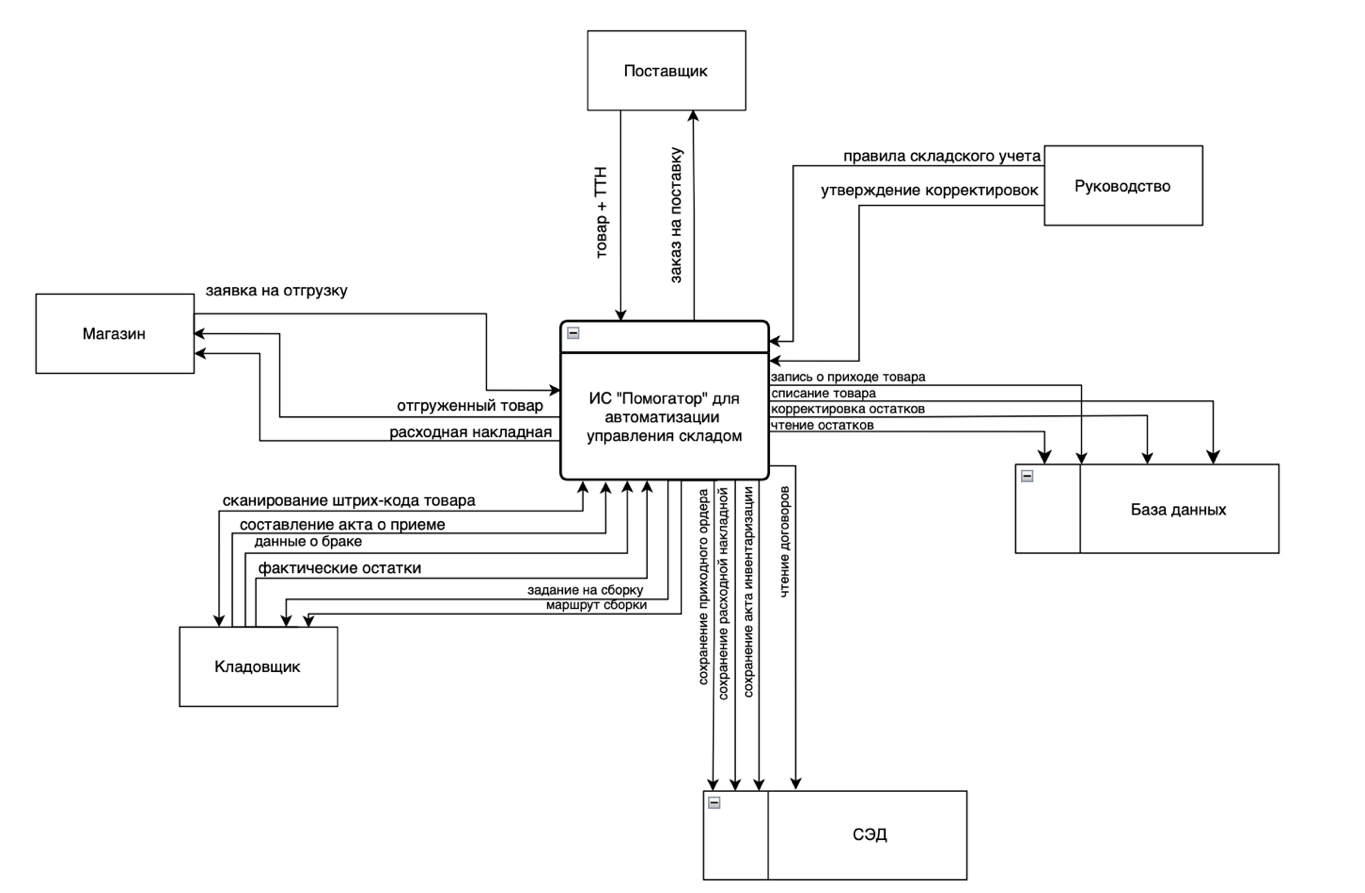 Поставщик
правила складского учета
Руководство
утверждение корректировок
товар + ТТН
заказ на поставку
заявка на отгрузку
Магазин
ИС "Помогатор" для
автоматизации
управления складом
запись о приходе товара
списание товара
корректировка остатков
чтение остатков
отгруженный товар
расходная накладная
База данных
сканирование штрих-кода товара
составление акта о приеме
данные о браке
фактические остатки
задание на сборку
маршрут сборки
Кладовщик
сохранение приходного ордера
сохранение расходной накладной
сохранение акта инвентаризации
чтение договоров
СЭД